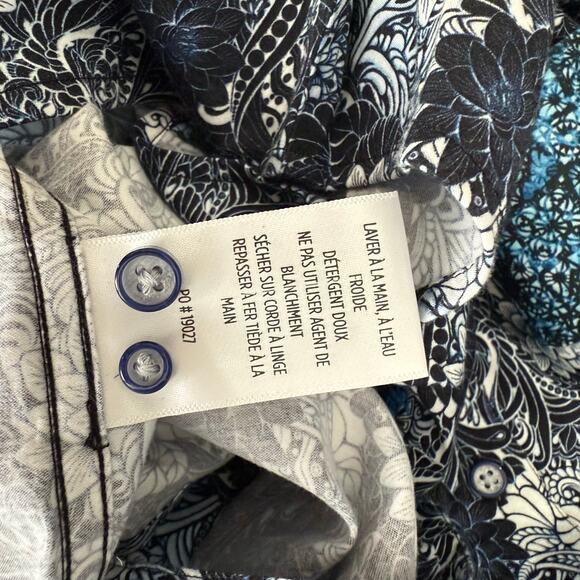 LAVER À LA MAIN, À L'EAU
FROIDE
DÉTERGENT DOUX
NE PAS UTILISER AGENT DE
BLANCHIMENT
SÉCHER SUR CORDE À LINGE
REPASSER À FER TIÈDE À LA
MAIN
PO # 19027